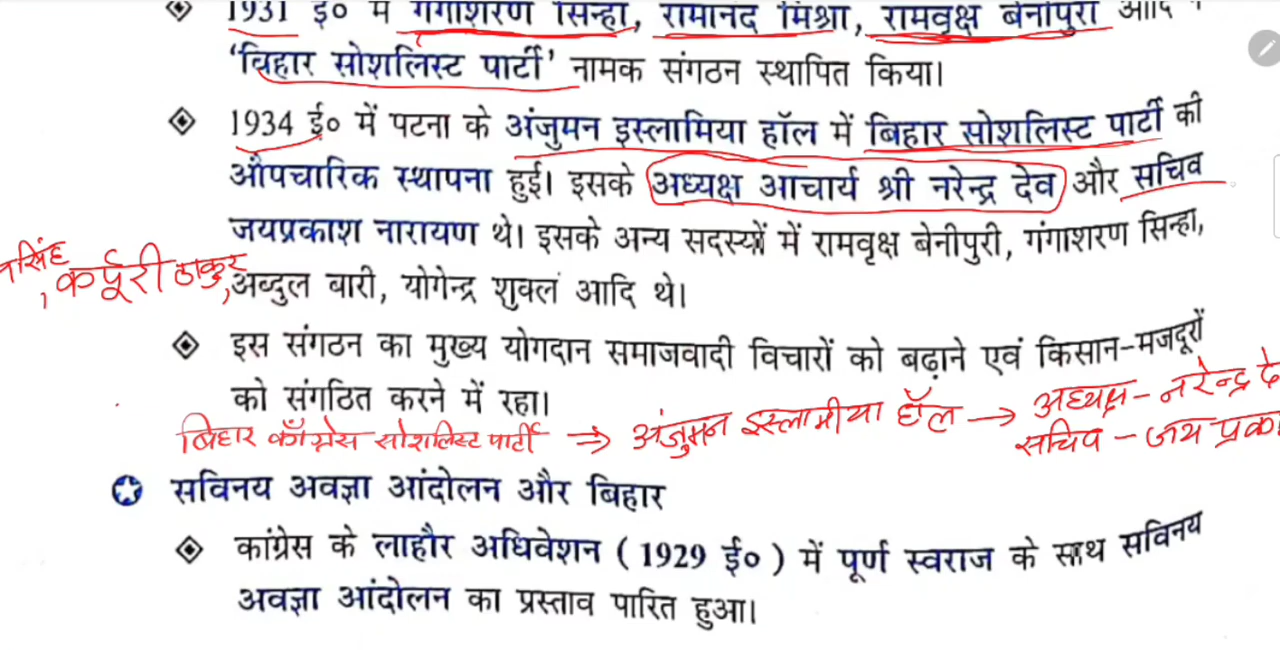 1931 ई० में गंगाशरण सिन्हा, रामानंद मिश्रा, रामवृक्ष बेनीपुरी आदि
'बिहार सोशलिस्ट पार्टी' नामक संगठन स्थापित किया।
1934 ई० में पटना के अंजुमन इस्लामिया हॉल में बिहार सोशलिस्ट पार्टी की
औपचारिक स्थापना हुई। इसके अध्यक्ष आचार्य श्री नरेन्द्र देव और सचिव
जयप्रकाश नारायण थे। इसके अन्य सदस्यों में रामवृक्ष बेनीपुरी, गंगाशरण सिन्हा,
सिंह, कर्पूरी ठाकुर,
अब्दुल बारी, योगेन्द्र शुक्ल आदि थे।
इस संगठन का मुख्य योगदान समाजवादी विचारों को बढ़ाने एवं किसान-मजदूरों
को संगठित करने में रहा।
बिहार काँग्रेस सोशलिस्ट पार्टी ⇒ अंजुमन इस्लामीया हॉल → अध्यक्ष - नरेन्द्र दे
सचिव - जय प्रका
सविनय अवज्ञा आंदोलन और बिहार
कांग्रेस के लाहौर अधिवेशन ( 1929 ई० ) में पूर्ण स्वराज के साथ सविनय
अवज्ञा आंदोलन का प्रस्ताव पारित हुआ।